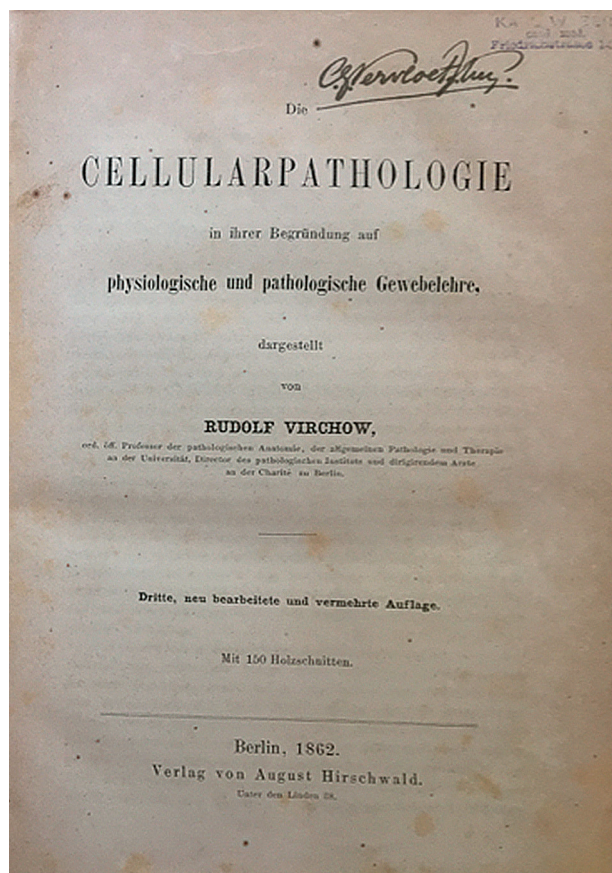 Die
CELLULARPATHOLOGIE
in ihrer Begründung auf
physiologische und pathologische Gewebelehre,
dargestellt
von
RUDOLF VIRCHOW,
ord. öff. Professor der pathologischen Anatomie, der allgemeinen Pathologie und Therapie
an der Universität, Director des pathologischen Instituts und dirigirendem Arzte
an der Charité zu Berlin.
Dritte, neu bearbeitete und vermehrte Auflage.
Mit 150 Holzschnitten.
Berlin, 1862.
Verlag von August Hirschwald.
Unter den Linden 68.